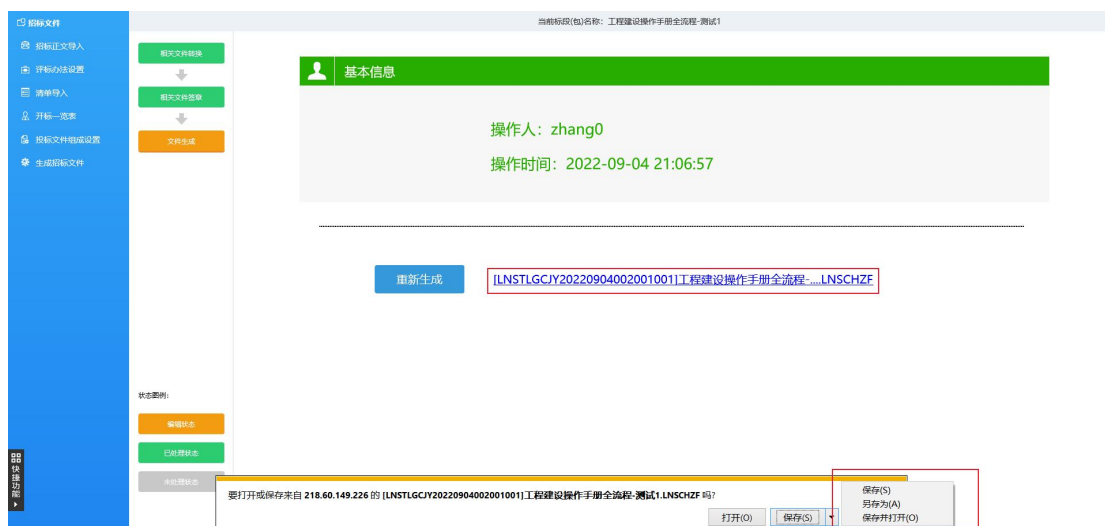 招标文件
当前标段(包)名称: 工程建设操作手册全流程-测试1
招标正文导入
评标办法设置
清单导入
开标一览表
投标文件组成设置
生成招标文件
相关文件转换
相关文件签章
文件生成
基本信息
操作人: zhang0
操作时间: 2022-09-04 21:06:57
重新生成
[LNSTLGCJY20220904002001001]工程建设操作手册全流程-....LNSCHZF
状态图例:
编辑状态
已处理状态
未处理状态
快捷功能
要打开或保存来自 218.60.149.226 的 [LNSTLGCJY20220904002001001]工程建设操作手册全流程-测试1.LNSCHZF 吗?
打开(O)
保存(S)
保存(S)
另存为(A)
保存并打开(O)